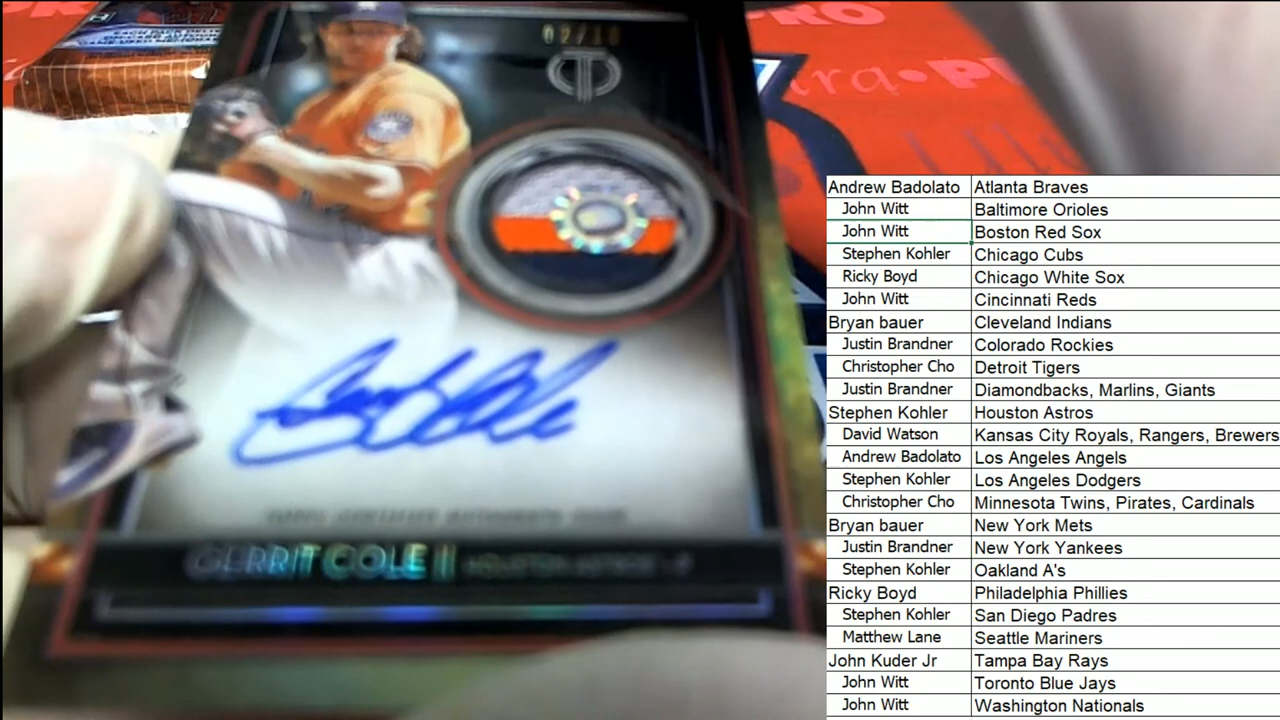 PRO
02/10
GERRIT COLE
HOUSTON ASTROS - P
Andrew Badolato Atlanta Braves
John Witt Baltimore Orioles
John Witt Boston Red Sox
Stephen Kohler Chicago Cubs
Ricky Boyd Chicago White Sox
John Witt Cincinnati Reds
Bryan bauer Cleveland Indians
Justin Brandner Colorado Rockies
Christopher Cho Detroit Tigers
Justin Brandner Diamondbacks, Marlins, Giants
Stephen Kohler Houston Astros
David Watson Kansas City Royals, Rangers, Brewers
Andrew Badolato Los Angeles Angels
Stephen Kohler Los Angeles Dodgers
Christopher Cho Minnesota Twins, Pirates, Cardinals
Bryan bauer New York Mets
Justin Brandner New York Yankees
Stephen Kohler Oakland A's
Ricky Boyd Philadelphia Phillies
Stephen Kohler San Diego Padres
Matthew Lane Seattle Mariners
John Kuder Jr Tampa Bay Rays
John Witt Toronto Blue Jays
John Witt Washington Nationals